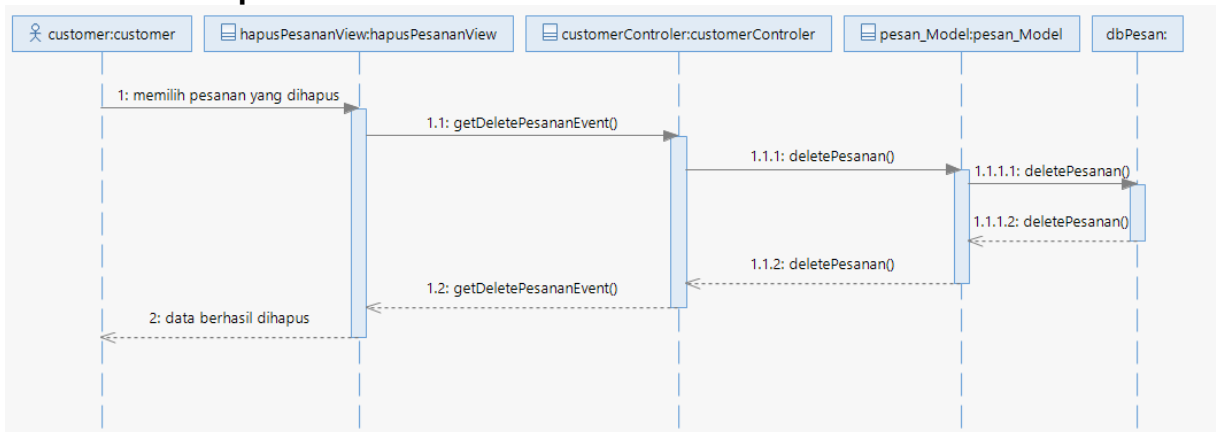 customer:customer
hapusPesananView:hapusPesananView
customerControler:customerControler
pesan_Model:pesan_Model
dbPesan:
1: memilih pesanan yang dihapus
1.1: getDeletePesananEvent()
1.1.1: deletePesanan()
1.1.1.1: deletePesanan()
1.1.1.2: deletePesanan()
1.1.2: deletePesanan()
1.2: getDeletePesananEvent()
2: data berhasil dihapus